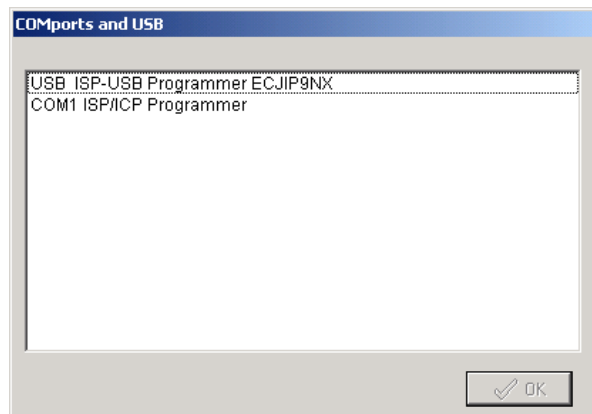 COMports and USB
USB ISP-USB Programmer ECJIP9NX
COM1 ISP/ICP Programmer
OK